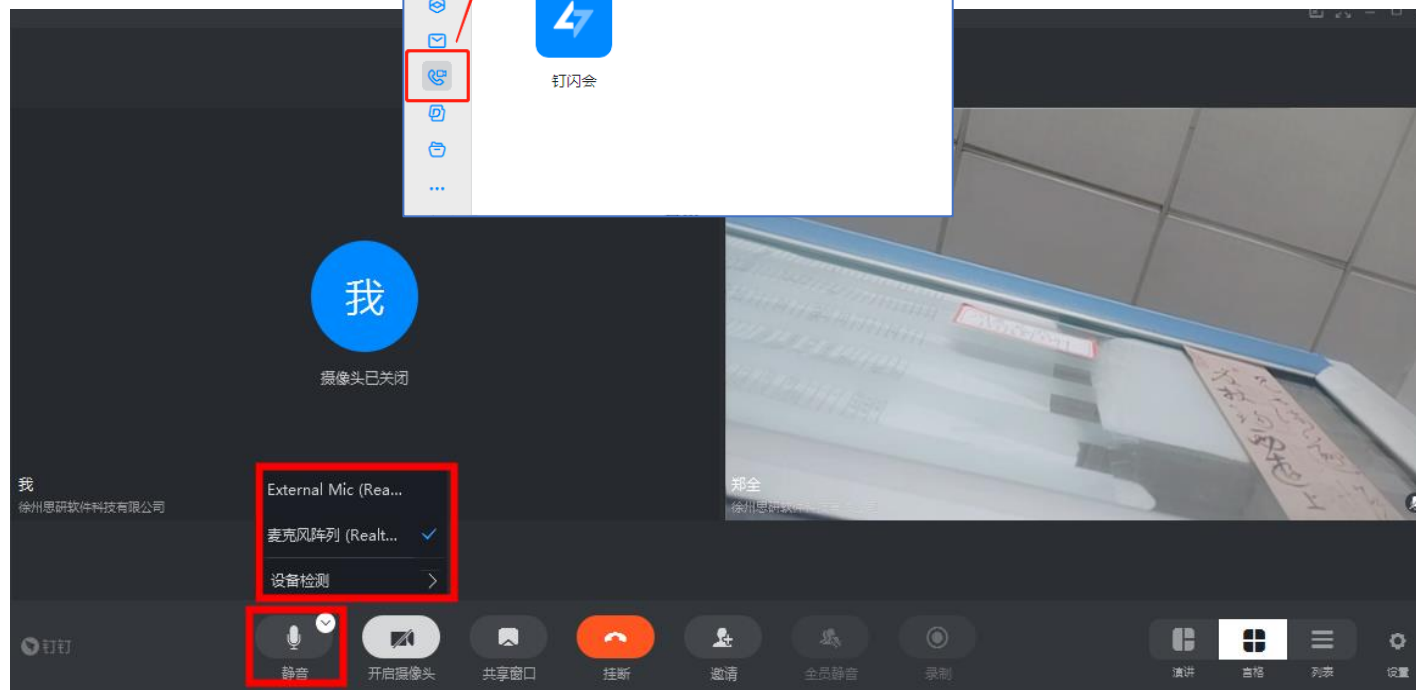 钉闪会
我
摄像头已关闭
我
徐州思研软件科技有限公司
郑全
External Mic (Rea...
麦克风阵列 (Realt...
设备检测
钉钉
静音
开启摄像头
共享窗口
挂断
邀请
全员静音
录制
演讲
宫格
列表
设置